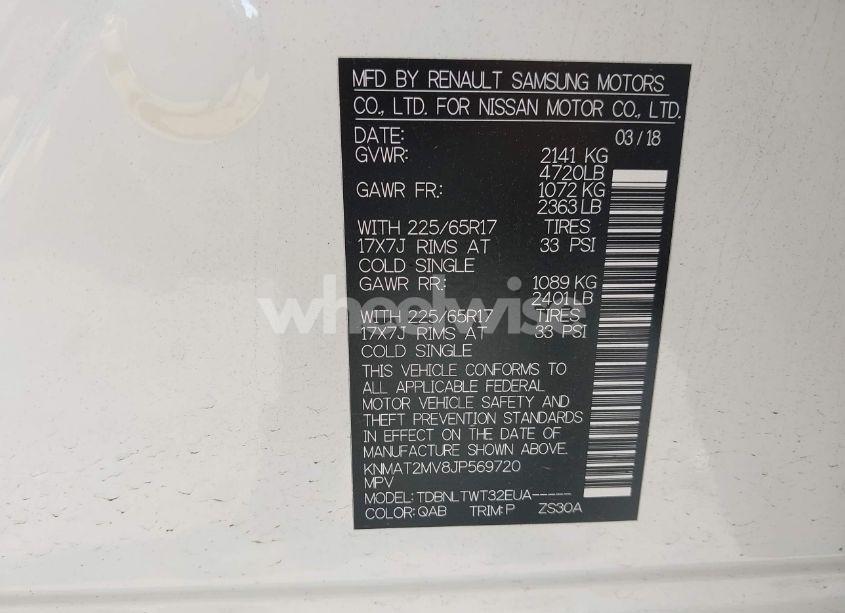 MFD BY RENAULT SAMSUNG MOTORS
CO., LTD. FOR NISSAN MOTOR CO., LTD.
DATE: 03/18
GVWR: 2141 KG
4720LB
GAWR FR.: 1072 KG
2363 LB
WITH 225/65R17 TIRES
17X7J RIMS AT 33 PSI
COLD SINGLE
GAWR RR.: 1089 KG
2401 LB
WITH 225/65R17 TIRES
17X7J RIMS AT 33 PSI
COLD SINGLE
THIS VEHICLE CONFORMS TO
ALL APPLICABLE FEDERAL
MOTOR VEHICLE SAFETY AND
THEFT PREVENTION STANDARDS
IN EFFECT ON THE DATE OF
MANUFACTURE SHOWN ABOVE.
KNMAT2MV8JP569720
MPV
MODEL: TDBNLTWT32EUA-----
COLOR: QAB TRIM: P ZS30A
wheelwise